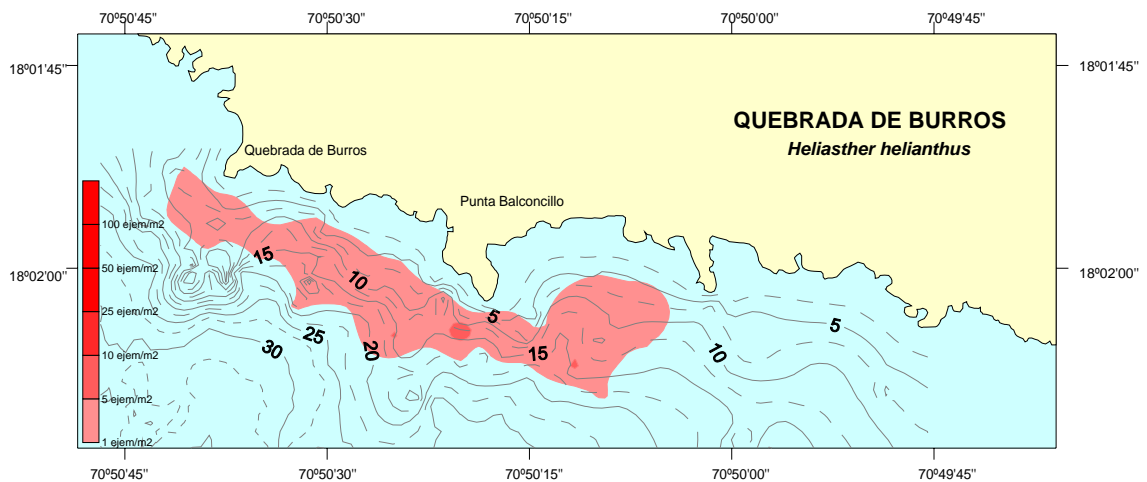 70º50'45'' 70º50'30'' 70º50'15'' 70º50'00'' 70º49'45''
18º01'45'' 18º01'45''
QUEBRADA DE BURROS
Heliasther helianthus
Quebrada de Burros
Punta Balconcillo
100 ejem/m2
50 ejem/m2
25 ejem/m2
10 ejem/m2
5 ejem/m2
1 ejem/m2
18º02'00'' 18º02'00''
15
10
5
5
25
30
20
15
10
70º50'45'' 70º50'30'' 70º50'15'' 70º50'00'' 70º49'45''